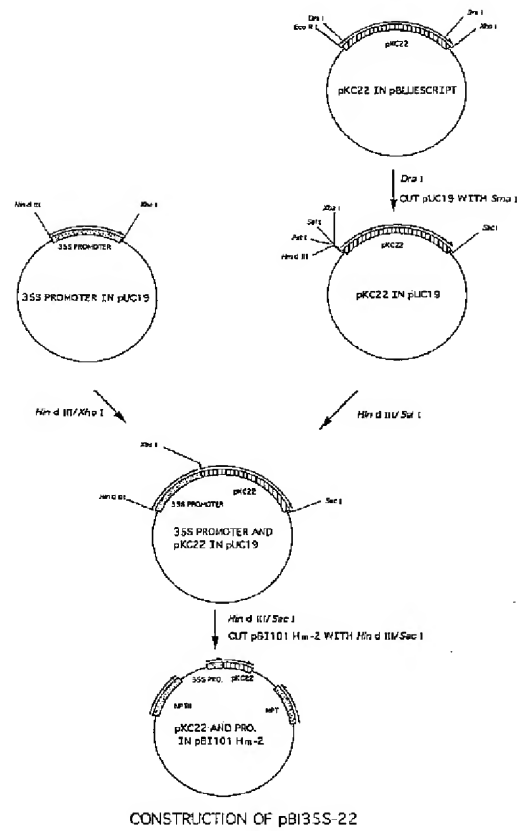 Dra I
Eco R I
Dra I
Xho I
pKC22
pKC22 IN pBLUESCRIPT
Dra I
CUT pUC19 WITH Sma I
Xba I
Sal I
Pst I
Hin d III
Sac I
pKC22
pKC22 IN pUC19
Hin d III
Xho I
35S PROMOTER
35S PROMOTER IN pUC19
Hin d III/Xho I
Hin d III/Sal I
Xho I
Hin d III
Sac I
pKC22
35S PROMOTER
35S PROMOTER AND
pKC22 IN pUC19
Hin d III/Sac I
CUT pBI101 Hm-2 WITH Hin d III/Sac I
35S PRO.
pKC22
NPT
pKC22 AND PRO.
IN pBI101 Hm-2
CONSTRUCTION OF pBI35S-22